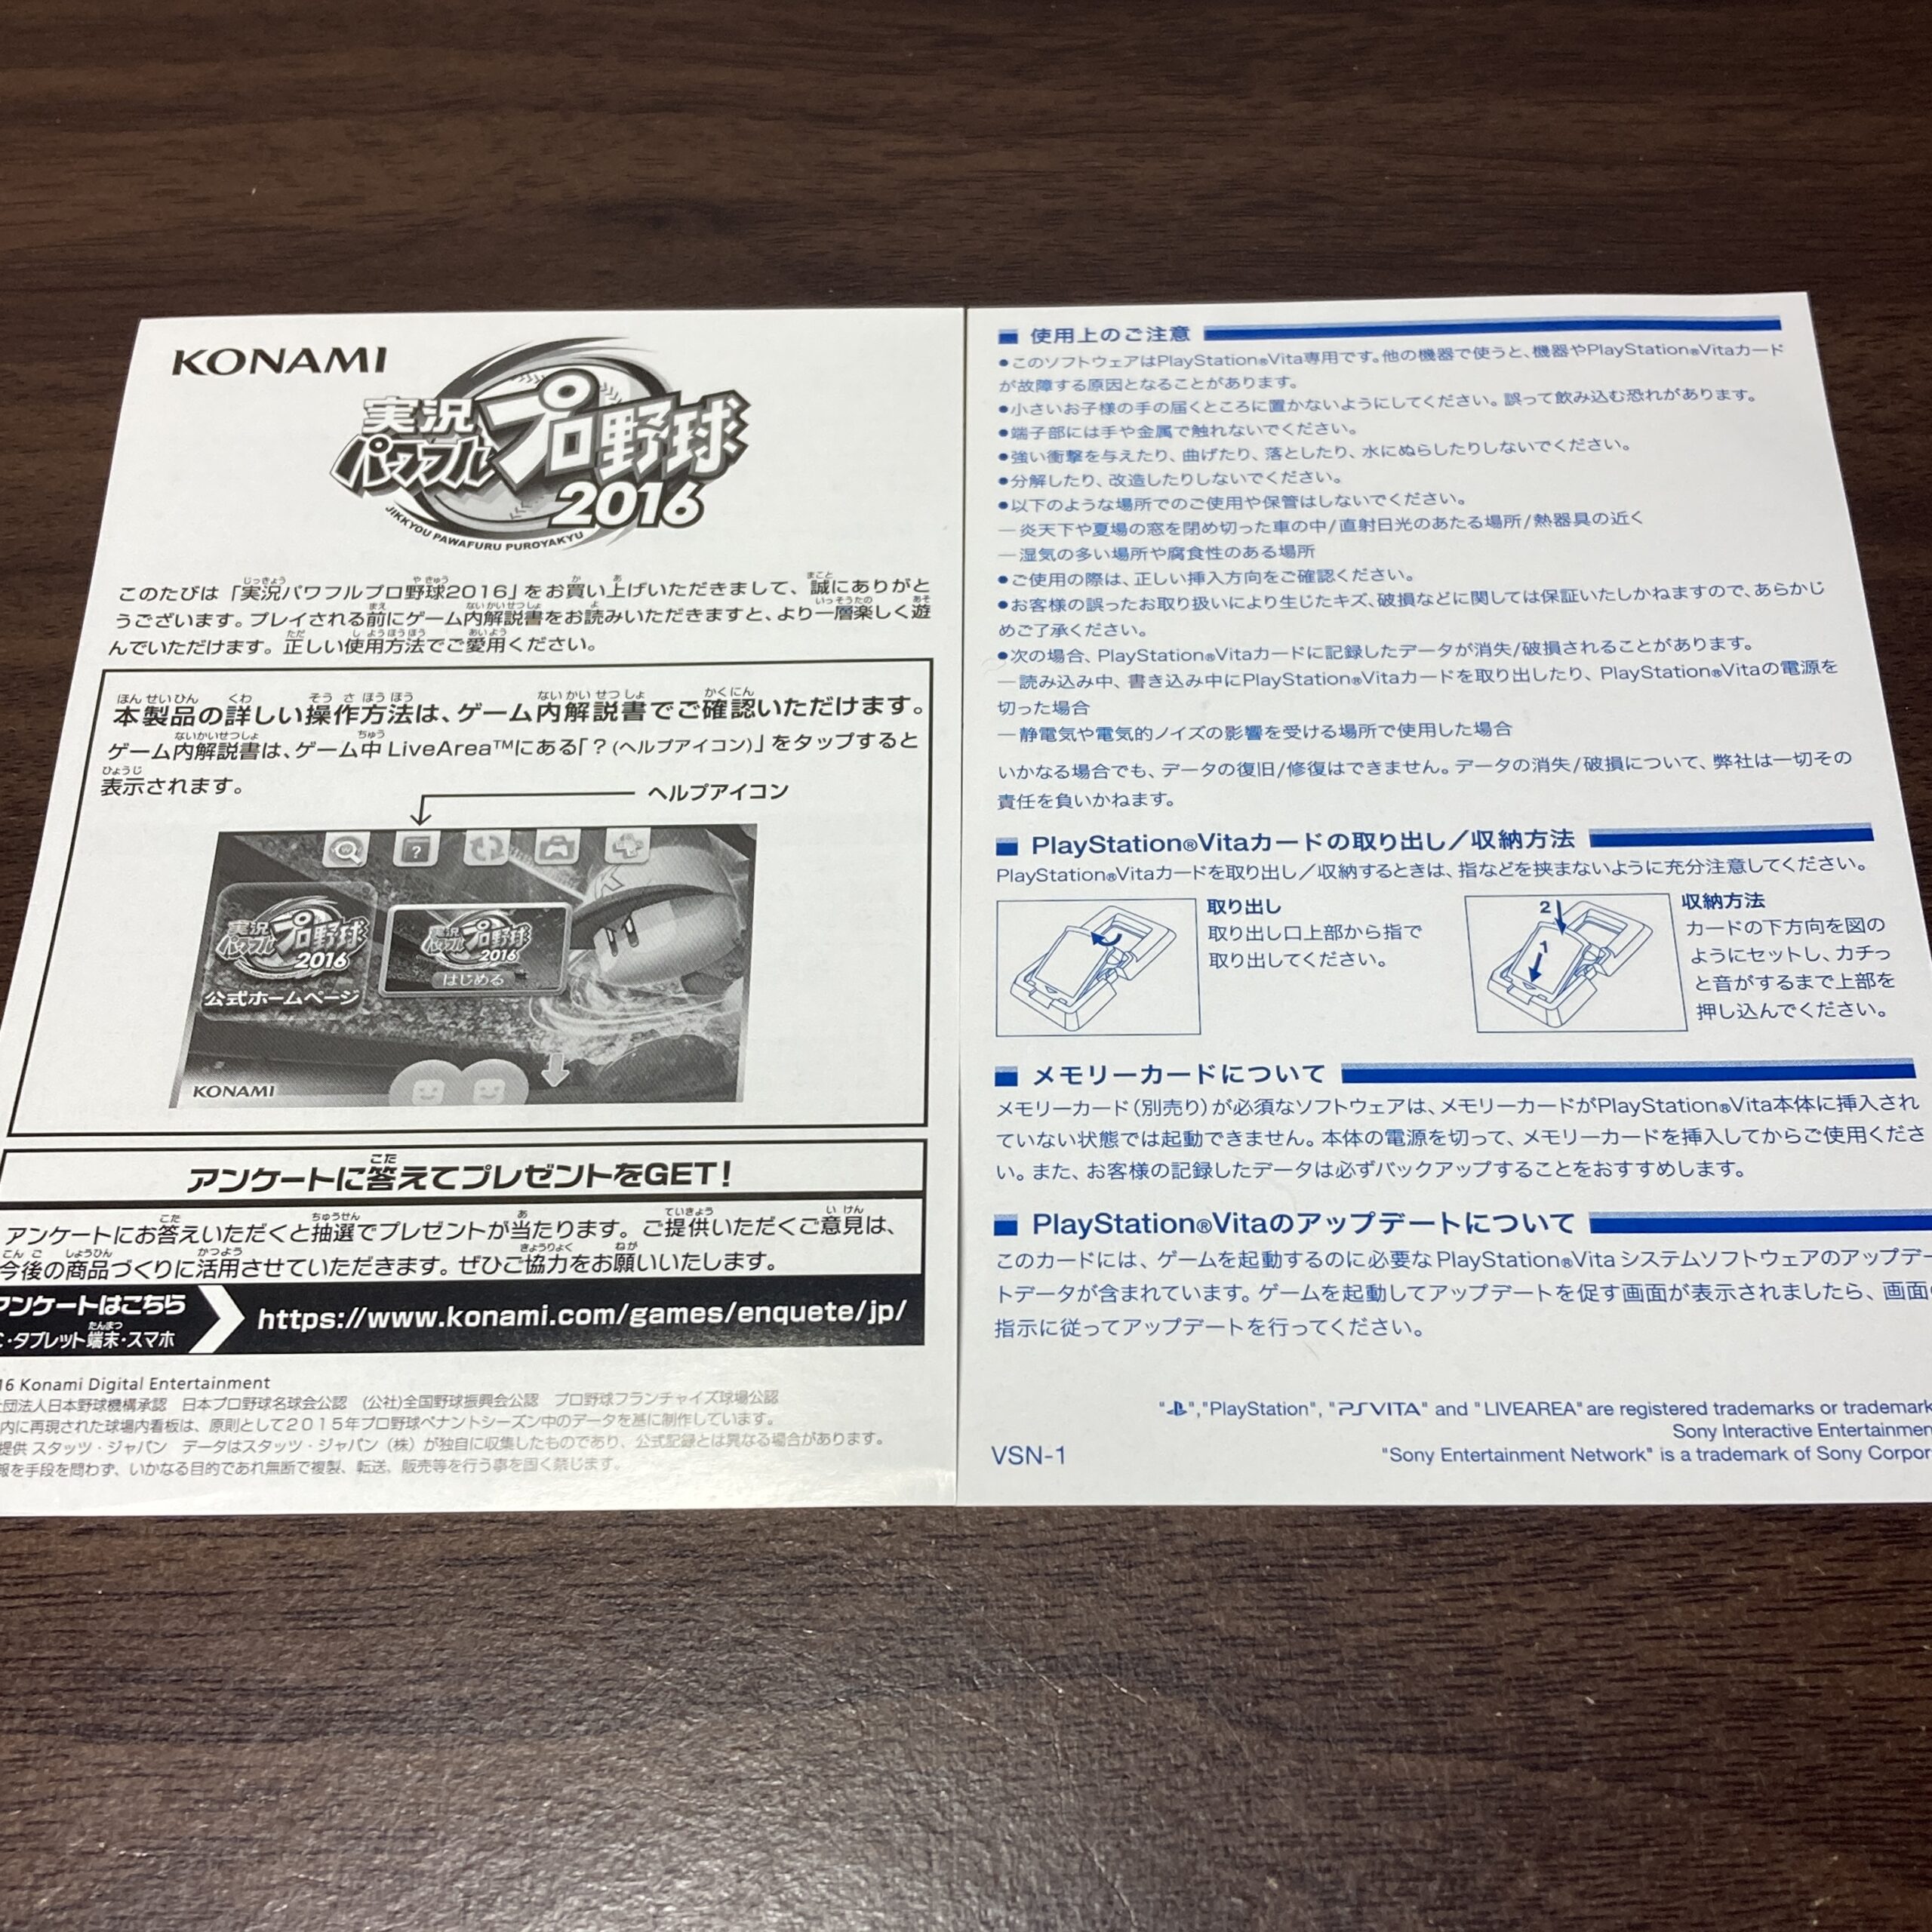 KONAMI
実況
パワフル
プロ野球
2016
JIKKYOU PAWAFURU PUROYAKYU
このたびは「実況パワフルプロ野球2016」をお買い上げいただきまして、誠にありがと
うございます。プレイされる前にゲーム内解説書をお読みいただきますと、より一層楽しく遊
んでいただけます。正しい使用方法でご愛用ください。
本製品の詳しい操作方法は、ゲーム内解説書でご確認いただけます。
ゲーム内解説書は、ゲーム中 LiveArea™にある「？(ヘルプアイコン)」をタップすると
表示されます。
ヘルプアイコン
?
実況
パワフル
プロ野球
2016
公式ホームページ
実況
パワフル
プロ野球
2016
はじめる
KONAMI
アンケートに答えてプレゼントをGET！
アンケートにお答えいただくと抽選でプレゼントが当たります。ご提供いただくご意見は、
今後の商品づくりに活用させていただきます。ぜひご協力をお願いいたします。
アンケートはこちら
・タブレット端末・スマホ
https://www.konami.com/games/enquete/jp/
16 Konami Digital Entertainment
団法人日本野球機構承認　日本プロ野球名球会公認　(公社)全国野球振興会公認　プロ野球フランチャイズ球場公認
内に再現された球場内看板は、原則として2015年プロ野球ペナントシーズン中のデータを基に制作しています。
提供 スタッツ・ジャパン　データはスタッツ・ジャパン（株）が独自に収集したものであり、公式記録とは異なる場合があります。
報を手段を問わず、いかなる目的であれ無断で複製、転送、販売等を行う事を固く禁じます。
■ 使用上のご注意
●このソフトウェアはPlayStation®Vita専用です。他の機器で使うと、機器やPlayStation®Vitaカード
が故障する原因となることがあります。
●小さいお子様の手の届くところに置かないようにしてください。誤って飲み込む恐れがあります。
●端子部には手や金属で触れないでください。
●強い衝撃を与えたり、曲げたり、落としたり、水にぬらしたりしないでください。
●分解したり、改造したりしないでください。
●以下のような場所でのご使用や保管はしないでください。
―炎天下や夏場の窓を閉め切った車の中/直射日光のあたる場所/熱器具の近く
―湿気の多い場所や腐食性のある場所
●ご使用の際は、正しい挿入方向をご確認ください。
●お客様の誤ったお取り扱いにより生じたキズ、破損などに関しては保証いたしかねますので、あらかじ
めご了承ください。
●次の場合、PlayStation®Vitaカードに記録したデータが消失/破損されることがあります。
―読み込み中、書き込み中にPlayStation®Vitaカードを取り出したり、PlayStation®Vitaの電源を
切った場合
―静電気や電気的ノイズの影響を受ける場所で使用した場合
いかなる場合でも、データの復旧/修復はできません。データの消失/破損について、弊社は一切その
責任を負いかねます。
■ PlayStation®Vitaカードの取り出し／収納方法
PlayStation®Vitaカードを取り出し／収納するときは、指などを挟まないように充分注意してください。
取り出し
取り出し口上部から指で
取り出してください。
2
1
収納方法
カードの下方向を図の
ようにセットし、カチっ
と音がするまで上部を
押し込んでください。
■ メモリーカードについて
メモリーカード（別売り）が必須なソフトウェアは、メモリーカードがPlayStation®Vita本体に挿入され
ていない状態では起動できません。本体の電源を切って、メモリーカードを挿入してからご使用くださ
い。また、お客様の記録したデータは必ずバックアップすることをおすすめします。
■ PlayStation®Vitaのアップデートについて
このカードには、ゲームを起動するのに必要なPlayStation®Vita システムソフトウェアのアップデー
トデータが含まれています。ゲームを起動してアップデートを促す画面が表示されましたら、画面
指示に従ってアップデートを行ってください。
"","PlayStation", "PSVITA" and "LIVEAREA" are registered trademarks or trademark
Sony Interactive Entertainmen
VSN-1
"Sony Entertainment Network" is a trademark of Sony Corpor